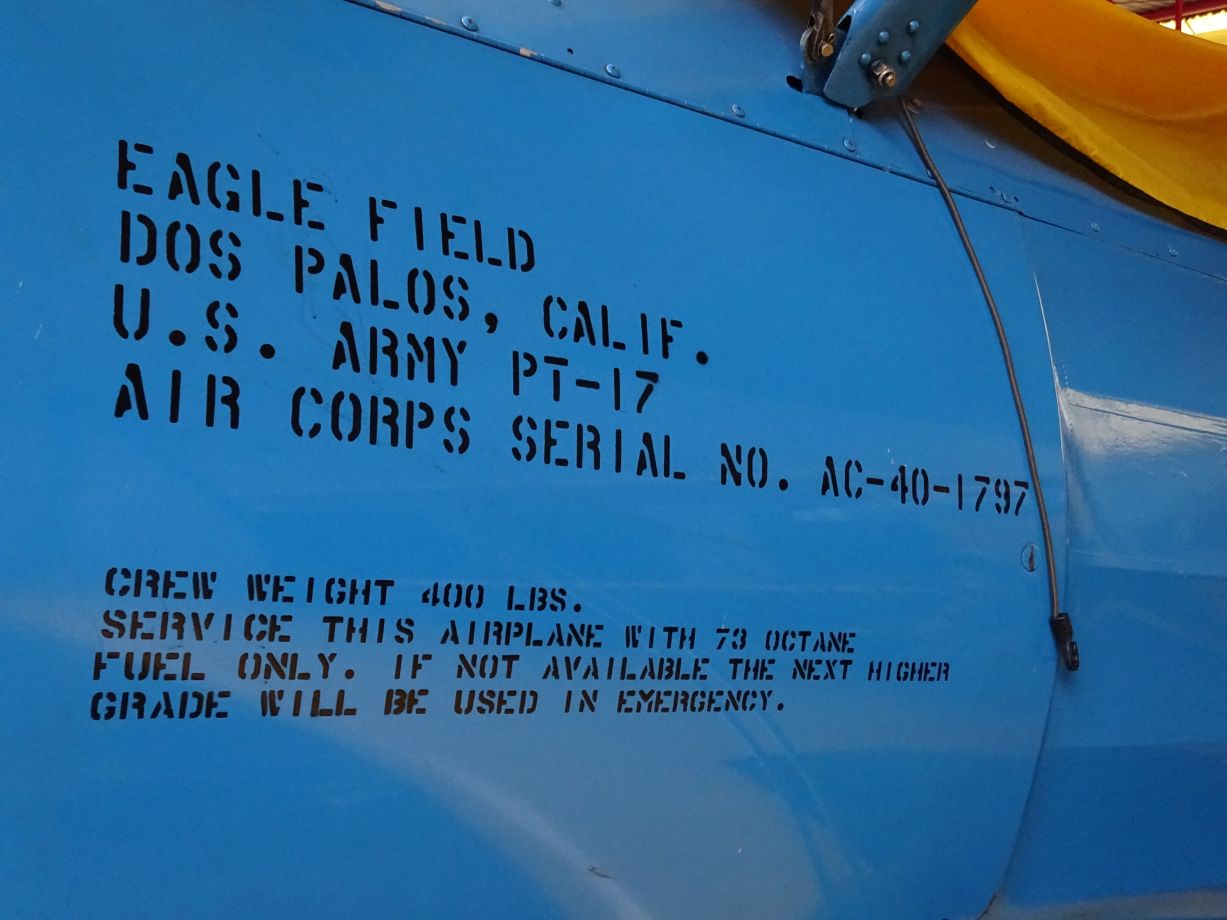 EAGLE FIELD
DOS PALOS, CALIF.
U.S. ARMY PT-17
AIR CORPS SERIAL NO. AC-40-1797
CREW WEIGHT 400 LBS.
SERVICE THIS AIRPLANE WITH 73 OCTANE
FUEL ONLY. IF NOT AVAILABLE THE NEXT HIGHER
GRADE WILL BE USED IN EMERGENCY.